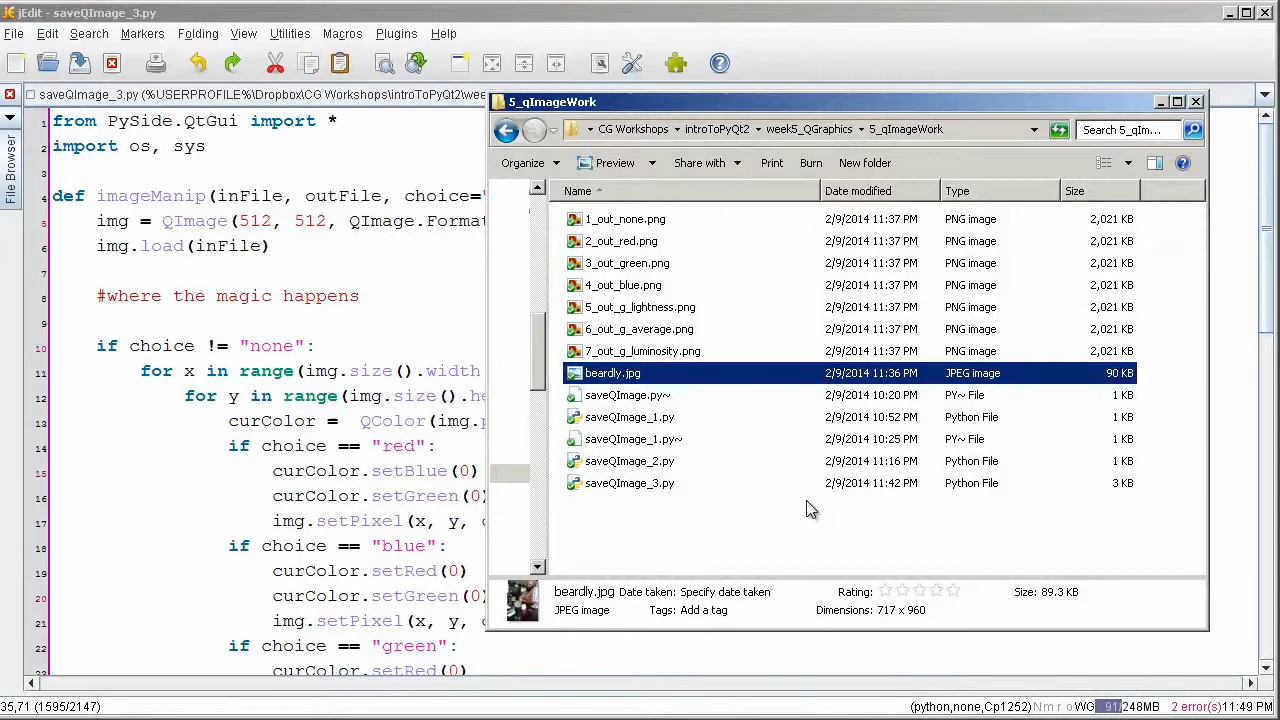 jEdit - saveQImage_3.py
File Edit Search Markers Folding View Utilities Macros Plugins Help
saveQImage_3.py (%USERPROFILE%\Dropbox\CG Workshops\introToPyQt2\wee
File Browser
1 from PySide.QtGui import *
import os, sys
3
def imageManip(inFile, outFile, choice="
5 img = QImage(512, 512, QImage.Forma
6 img.load(inFile)
7
8 #where the magic happens
9
10 if choice != "none":
11 for x in range(img.size().width
12 for y in range(img.size().he
13 curColor = QColor(img.p
14 if choice == "red":
15 curColor.setBlue(0)
16 curColor.setGreen(0)
17 img.setPixel(x, y, c
18 if choice == "blue":
19 curColor.setRed(0)
20 curColor.setGreen(0)
21 img.setPixel(x, y, c
22 if choice == "green":
curColor.setRed(0)
35,71 (1595/2147)
(python,none,Cp1252) Nm r o WG 91/248MB 2 error(s) 11:49 PM
5_qImageWork
CG Workshops introToPyQt2 week5_QGraphics 5_qImageWork
Search 5_qIm...
Organize Preview Share with Print Burn New folder
Name Date modified Type Size
1_out_none.png 2/9/2014 11:37 PM PNG image 2,021 KB
2_out_red.png 2/9/2014 11:37 PM PNG image 2,021 KB
3_out_green.png 2/9/2014 11:37 PM PNG image 2,021 KB
4_out_blue.png 2/9/2014 11:37 PM PNG image 2,021 KB
5_out_g_lightness.png 2/9/2014 11:37 PM PNG image 2,021 KB
6_out_g_average.png 2/9/2014 11:37 PM PNG image 2,021 KB
7_out_g_luminosity.png 2/9/2014 11:37 PM PNG image 2,021 KB
beardly.jpg 2/9/2014 11:36 PM JPEG image 90 KB
saveQImage.py~ 2/9/2014 10:20 PM PY~ File 1 KB
saveQImage_1.py 2/9/2014 10:52 PM Python File 1 KB
saveQImage_1.py~ 2/9/2014 10:25 PM PY~ File 1 KB
saveQImage_2.py 2/9/2014 11:16 PM Python File 1 KB
saveQImage_3.py 2/9/2014 11:42 PM Python File 3 KB
beardly.jpg Date taken: Specify date taken Rating: Size: 89.3 KB
JPEG image Tags: Add a tag Dimensions: 717 x 960